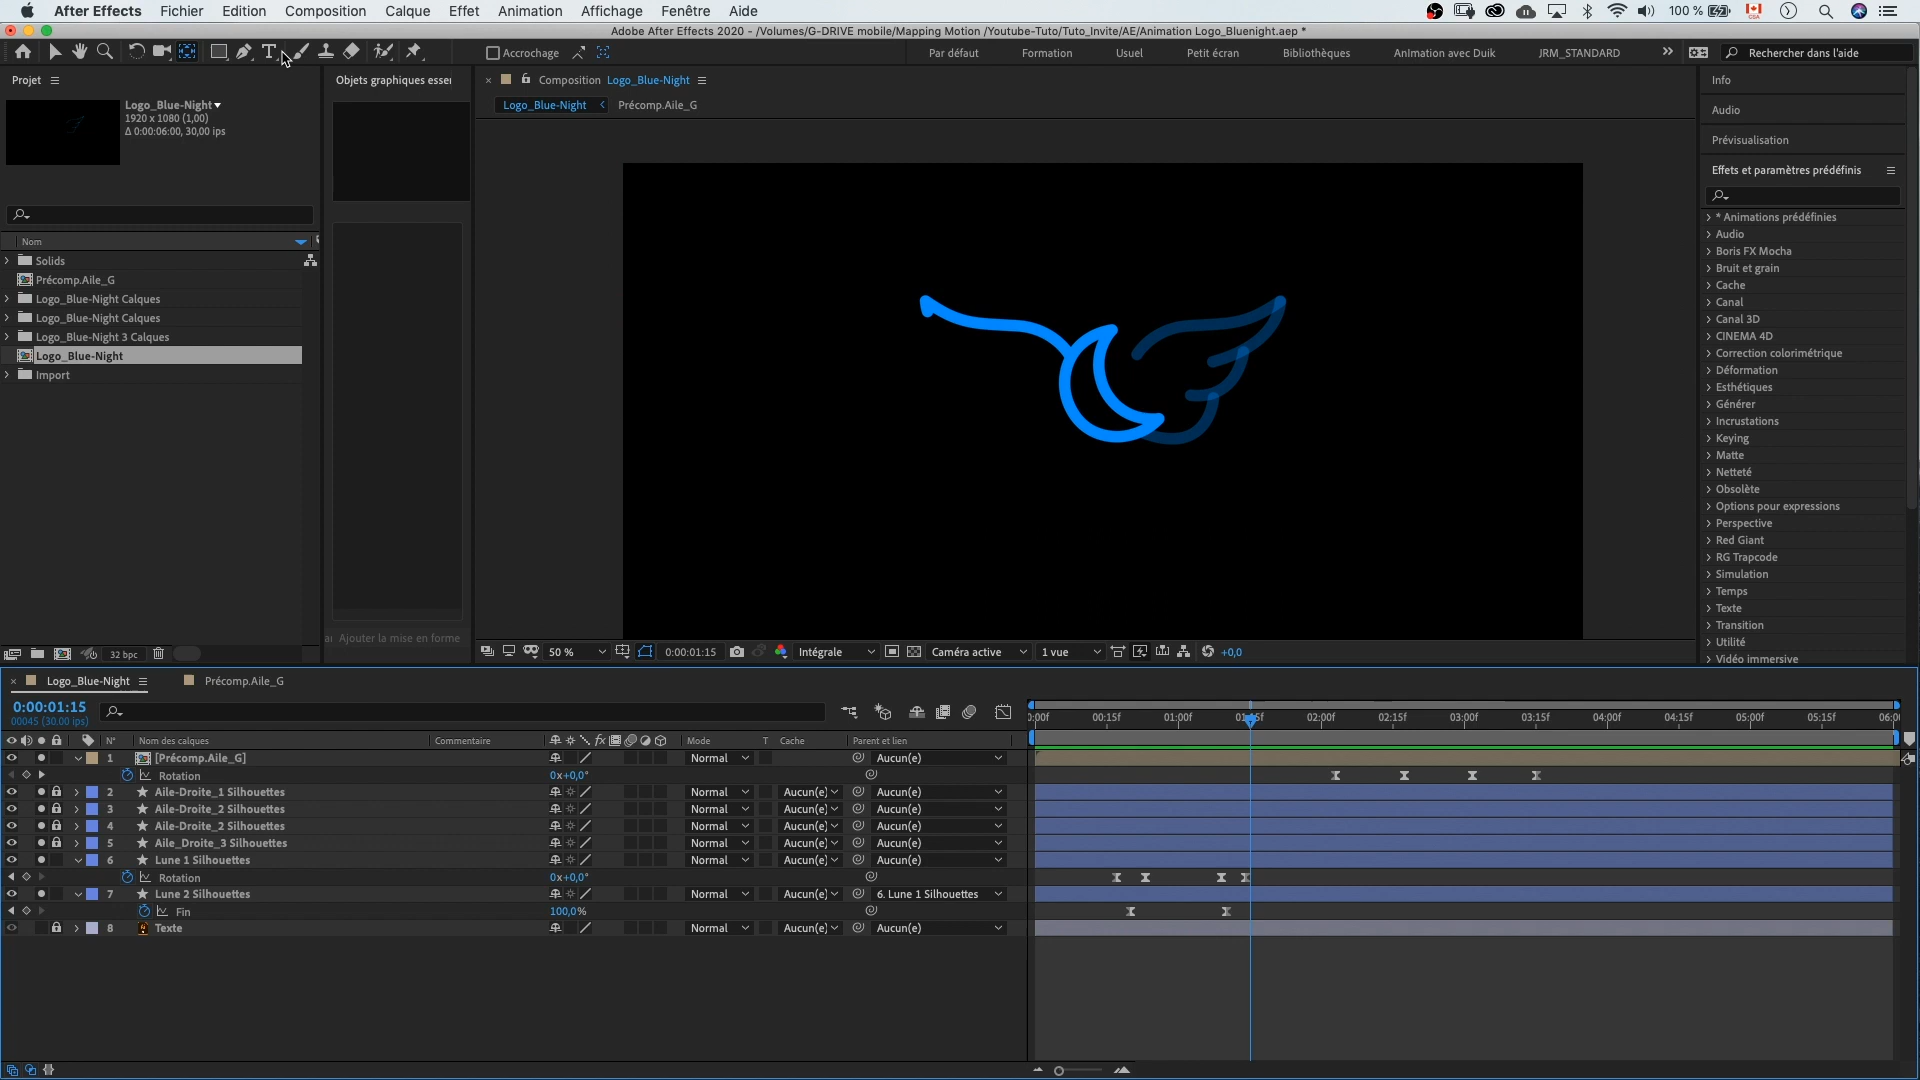 After Effects Fichier Edition Composition Calque Effet Animation Affichage Fenêtre Aide 100 %
Adobe After Effects 2020 - /Volumes/G-DRIVE mobile/Mapping Motion /Youtube-Tuto/Tuto_Invite/AE/Animation Logo_Bluenight.aep *
Accrochage Par défaut Formation Usuel Petit écran Bibliothèques Animation avec Duik JRM_STANDARD Rechercher dans l'aide
Projet
Logo_Blue-Night
1920 x 1080 (1,00)
Δ 0:00:06:00, 30,00 ips
Nom
Solids
Précomp.Aile_G
Logo_Blue-Night Calques
Logo_Blue-Night Calques
Logo_Blue-Night 3 Calques
Logo_Blue-Night
Import
32 bpc
Objets graphiques esser
Ajouter la mise en forme
Composition Logo_Blue-Night
Logo_Blue-Night Précomp.Aile_G
50 % 0:00:01:15 Intégrale Caméra active 1 vue +0,0
Info
Audio
Prévisualisation
Effets et paramètres prédéfinis
* Animations prédéfinies
Audio
Boris FX Mocha
Bruit et grain
Cache
Canal
Canal 3D
CINEMA 4D
Correction colorimétrique
Déformation
Esthétiques
Générer
Incrustations
Keying
Matte
Netteté
Obsolète
Options pour expressions
Perspective
Red Giant
RG Trapcode
Simulation
Temps
Texte
Transition
Utilité
Vidéo immersive
Logo_Blue-Night Précomp.Aile_G
0:00:01:15
00045 (30.00 ips)
0:00f 00:15f 01:00f 01:15f 02:00f 02:15f 03:00f 03:15f 04:00f 04:15f 05:00f 05:15f 06:00
N° Nom des calques Commentaire fx Mode T Cache Parent et lien
1 [Précomp.Aile_G] Normal Aucun(e)
Rotation 0x+0,0°
2 Aile-Droite_1 Silhouettes Normal Aucun(e) Aucun(e)
3 Aile-Droite_2 Silhouettes Normal Aucun(e) Aucun(e)
4 Aile-Droite_2 Silhouettes Normal Aucun(e) Aucun(e)
5 Aile_Droite_3 Silhouettes Normal Aucun(e) Aucun(e)
6 Lune 1 Silhouettes Normal Aucun(e) Aucun(e)
Rotation 0x+0,0°
7 Lune 2 Silhouettes Normal Aucun(e) 6. Lune 1 Silhouettes
Fin 100,0%
8 Texte Normal Aucun(e) Aucun(e)